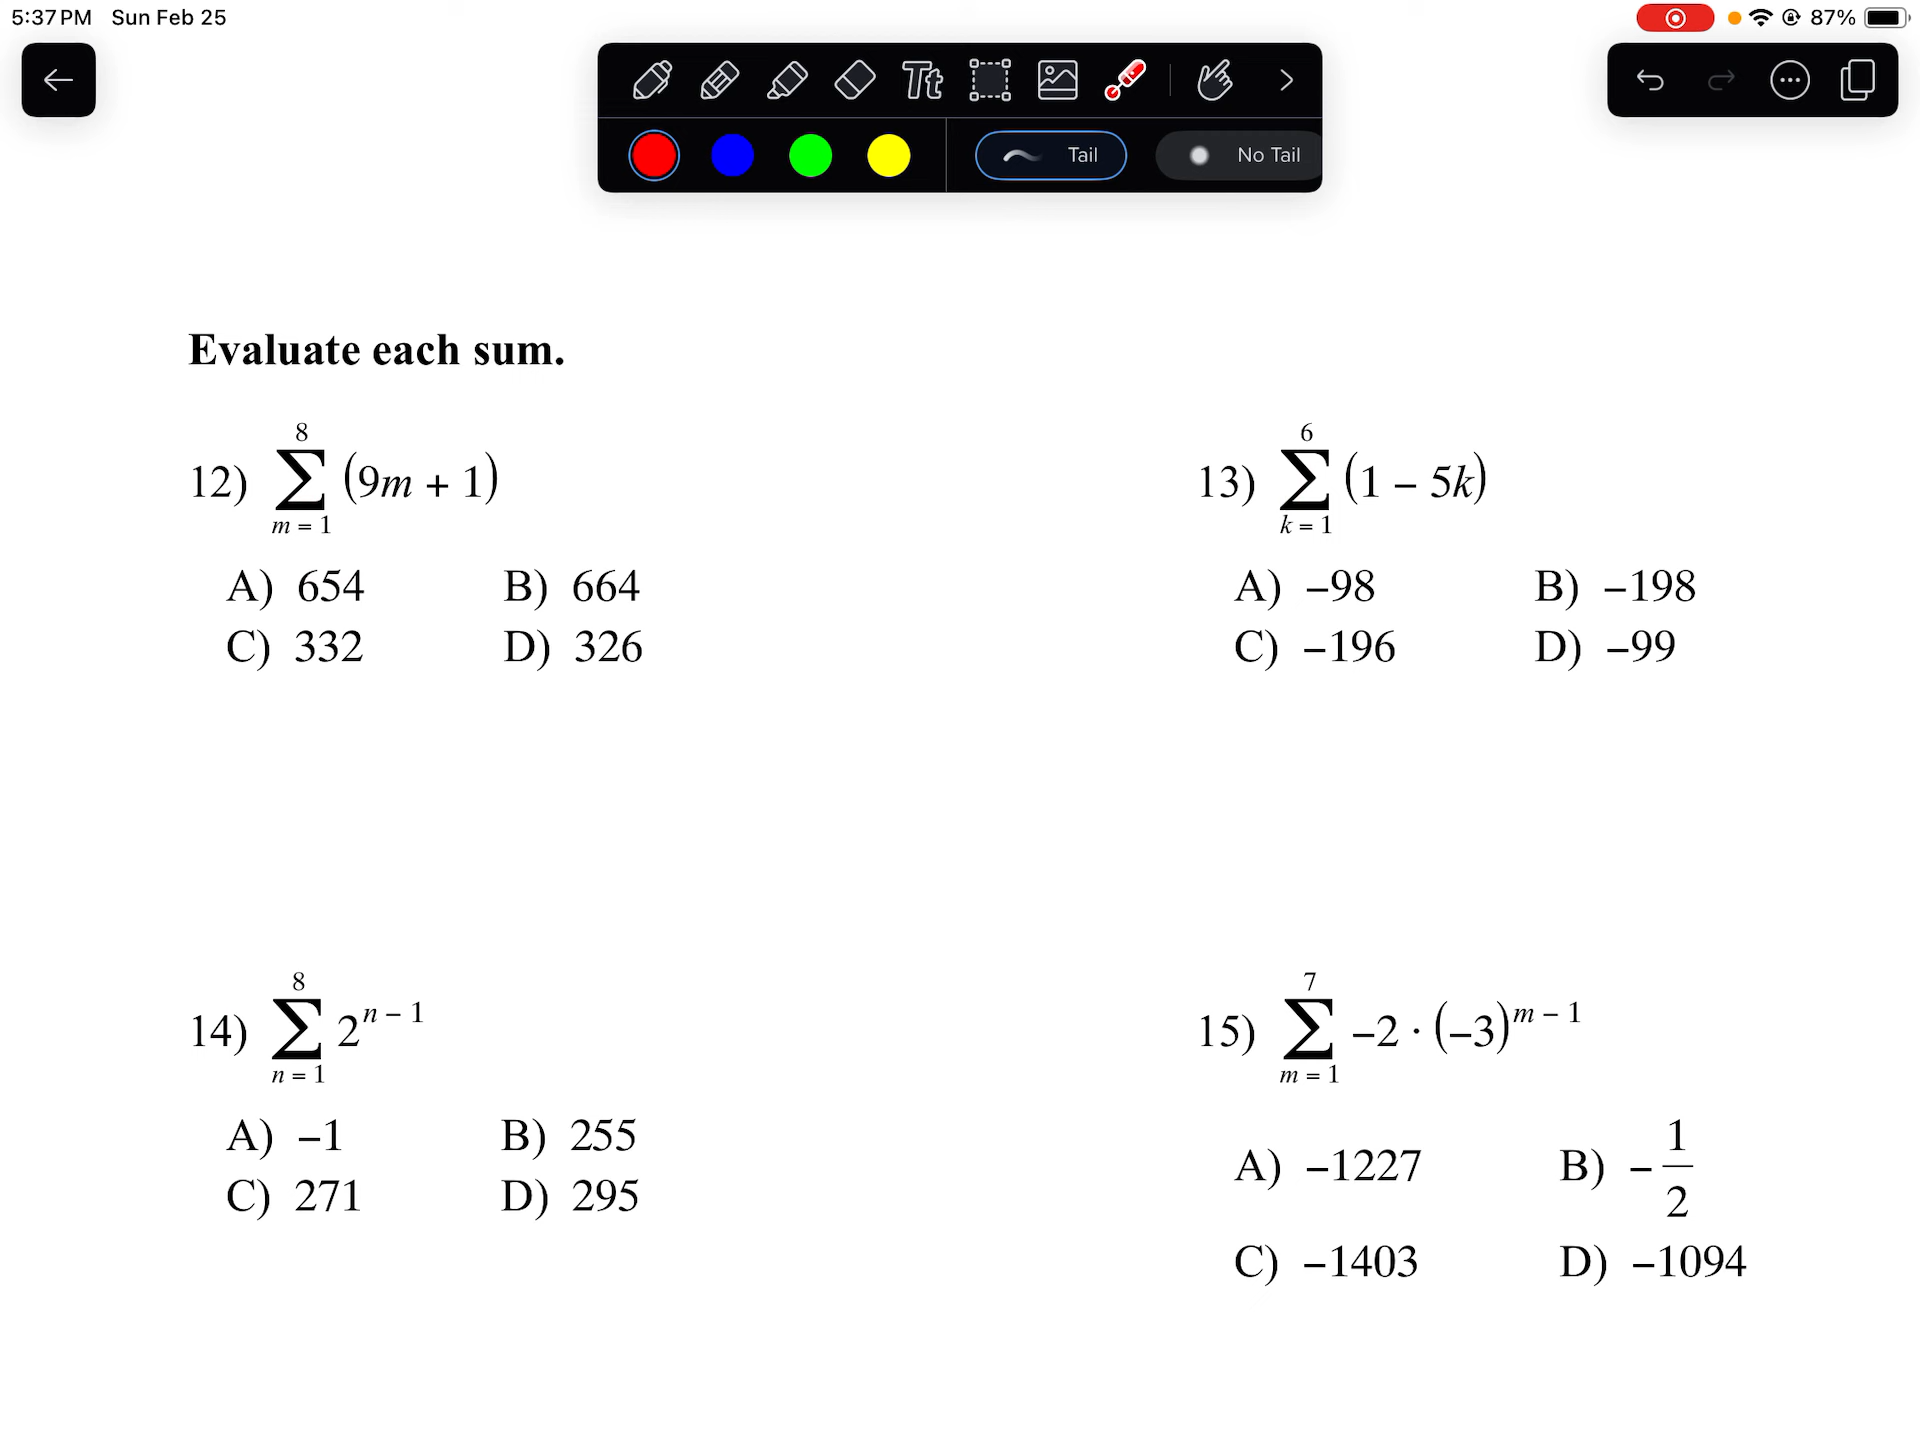 5:37 PM Sun Feb 25
87%
Tt
Tail
No Tail
Evaluate each sum.
12) 8 ∑ m = 1 (9m + 1)
A) 654 B) 664
C) 332 D) 326
13) 6 ∑ k = 1 (1 − 5k)
A) −98 B) −198
C) −196 D) −99
14) 8 ∑ n = 1 2^(n − 1)
A) −1 B) 255
C) 271 D) 295
15) 7 ∑ m = 1 −2 · (−3)^(m − 1)
A) −1227 B) −1/2
C) −1403 D) −1094